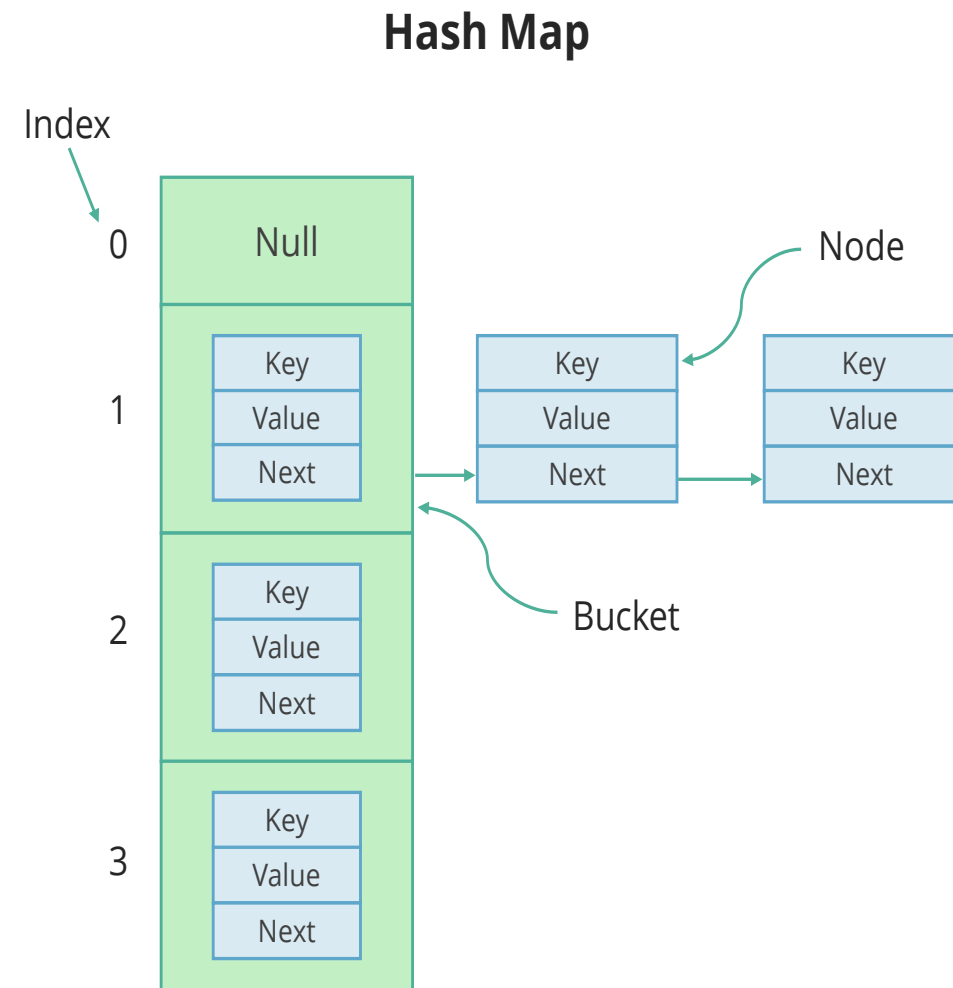 Hash Map
Index
0
Null
Node
1
Key
Value
Next
Key
Value
Next
Key
Value
Next
Bucket
2
Key
Value
Next
3
Key
Value
Next